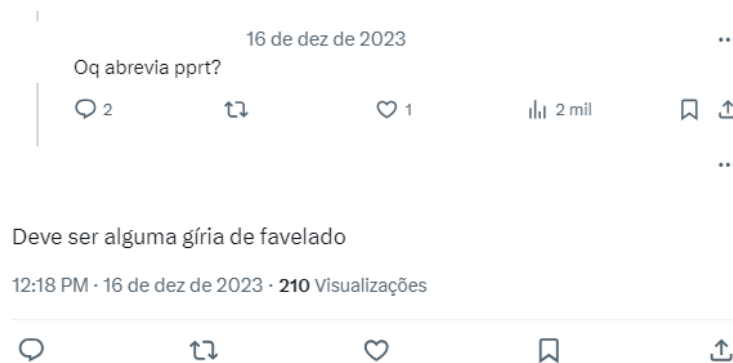 16 de dez de 2023
Oq abrevia pprt?
2 1 2 mil
Deve ser alguma gíria de favelado
12:18 PM · 16 de dez de 2023 · 210 Visualizações